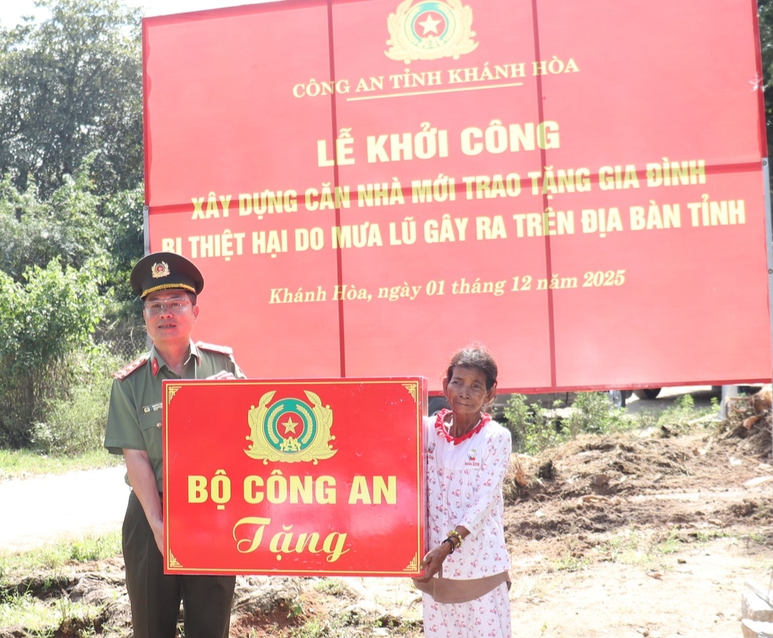 CÔNG AN TỈNH KHÁNH HÒA
LỄ KHỞI CÔNG
XÂY DỰNG CĂN NHÀ MỚI TRAO TẶNG GIA ĐÌNH
BỊ THIỆT HẠI DO MƯA LŨ GÂY RA TRÊN ĐỊA BÀN TỈNH
Khánh Hòa, ngày 01 tháng 12 năm 2025
BỘ CÔNG AN
Tặng